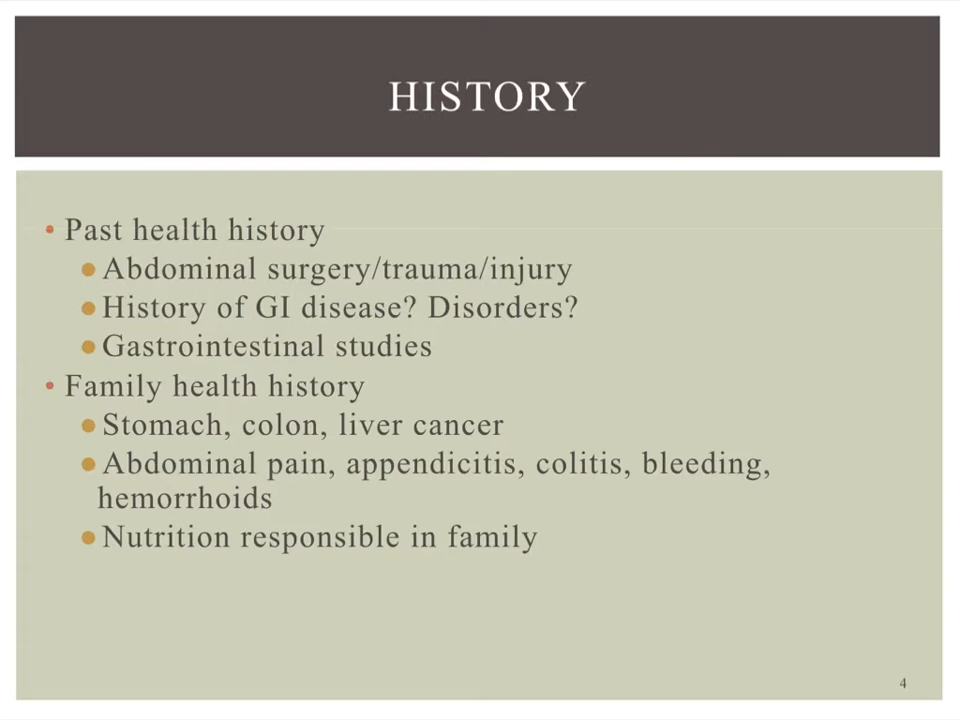 HISTORY
• Past health history
● Abdominal surgery/trauma/injury
● History of GI disease? Disorders?
● Gastrointestinal studies
• Family health history
● Stomach, colon, liver cancer
● Abdominal pain, appendicitis, colitis, bleeding,
hemorrhoids
● Nutrition responsible in family
4